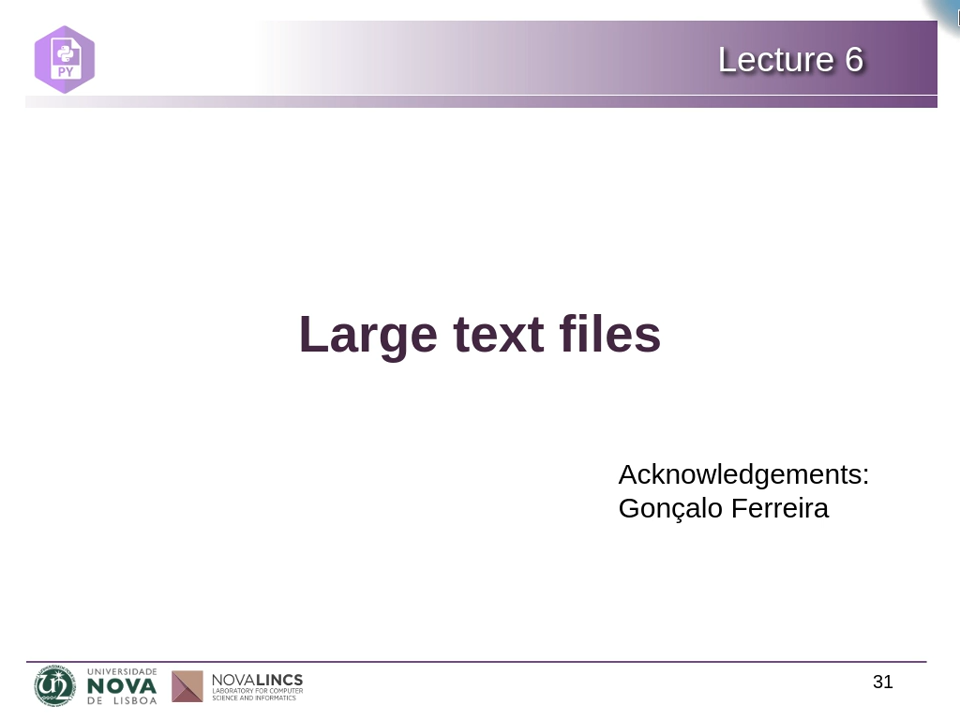 PY
Lecture 6
Large text files
Acknowledgements:
Gonçalo Ferreira
UNIVERSIDADE
NOVA
DE LISBOA
NOVALINCS
LABORATORY FOR COMPUTER
SCIENCE AND INFORMATICS
31